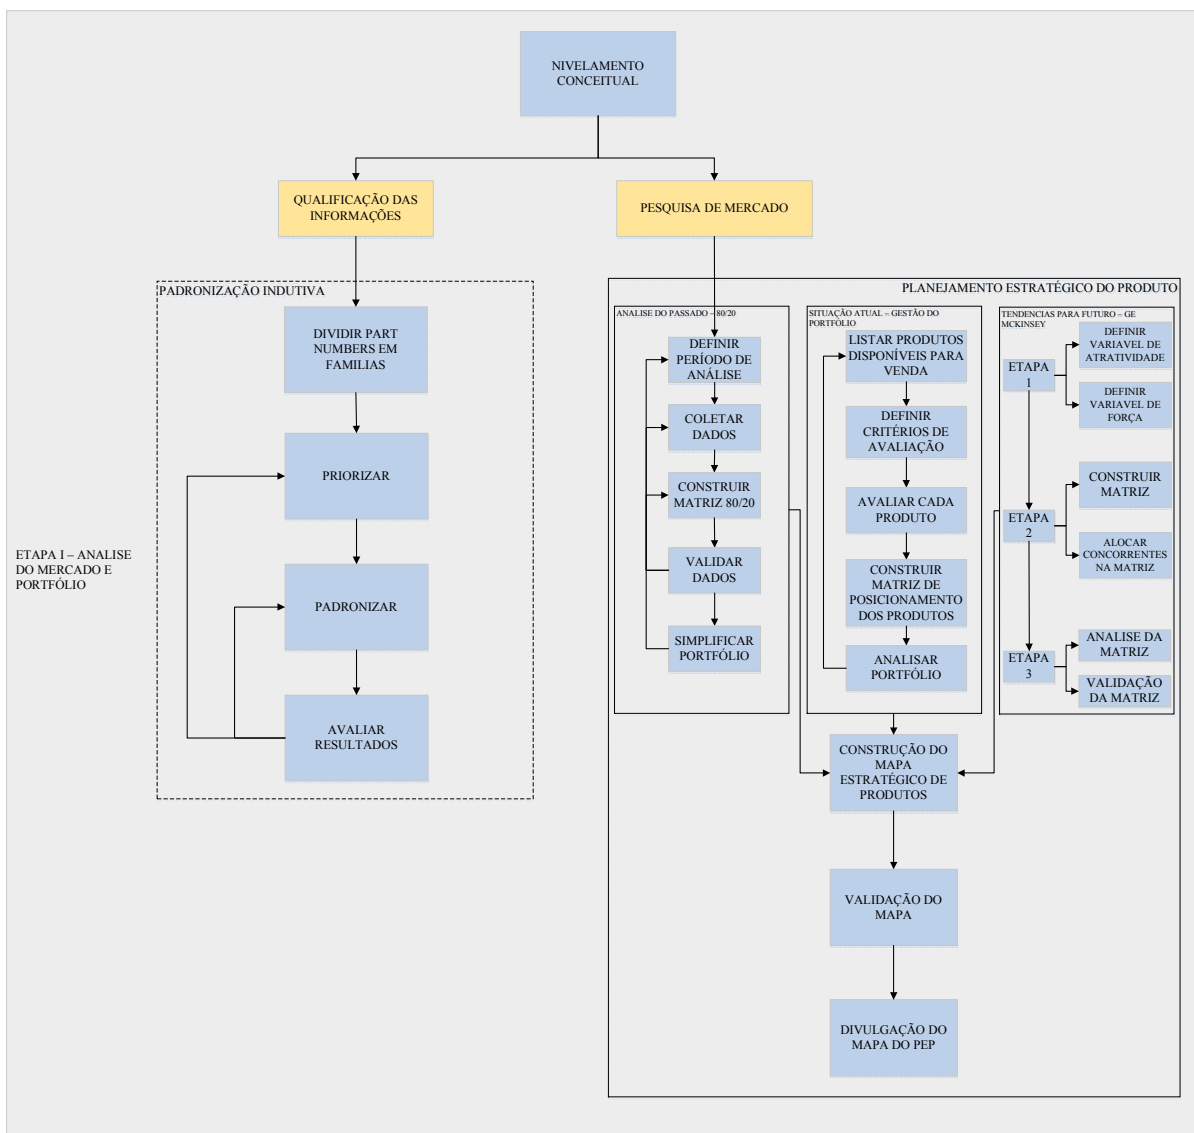 NIVELAMENTO
CONCEITUAL
QUALIFICAÇÃO DAS
INFORMAÇÕES
PESQUISA DE MERCADO
PADRONIZAÇÃO INDUTIVA
DIVIDIR PART
NUMBERS EM
FAMILIAS
PRIORIZAR
PADRONIZAR
AVALIAR
RESULTADOS
ETAPA I – ANALISE
DO MERCADO E
PORTFÓLIO
PLANEJAMENTO ESTRATÉGICO DO PRODUTO
ANALISE DO PASSADO – 80/20
DEFINIR
PERÍODO DE
ANÁLISE
COLETAR
DADOS
CONSTRUIR
MATRIZ 80/20
VALIDAR
DADOS
SIMPLIFICAR
PORTFÓLIO
SITUAÇÃO ATUAL – GESTÃO DO
PORTFÓLIO
LISTAR PRODUTOS
DISPONÍVEIS PARA
VENDA
DEFINIR
CRITÉRIOS DE
AVALIAÇÃO
AVALIAR CADA
PRODUTO
CONSTRUIR
MATRIZ DE
POSICIONAMENTO
DOS PRODUTOS
ANALISAR
PORTFÓLIO
TENDENCIAS PARA FUTURO – GE
MCKINSEY
ETAPA
1
DEFINIR
VARIAVEL DE
ATRATIVIDADE
DEFINIR
VARIAVEL DE
FORÇA
ETAPA
2
CONSTRUIR
MATRIZ
ALOCAR
CONCORRENTES
NA MATRIZ
ETAPA
3
ANALISE DA
MATRIZ
VALIDAÇÃO
DA MATRIZ
CONSTRUÇÃO DO
MAPA
ESTRATÉGICO DE
PRODUTOS
VALIDAÇÃO DO
MAPA
DIVULGAÇÃO DO
MAPA DO PEP